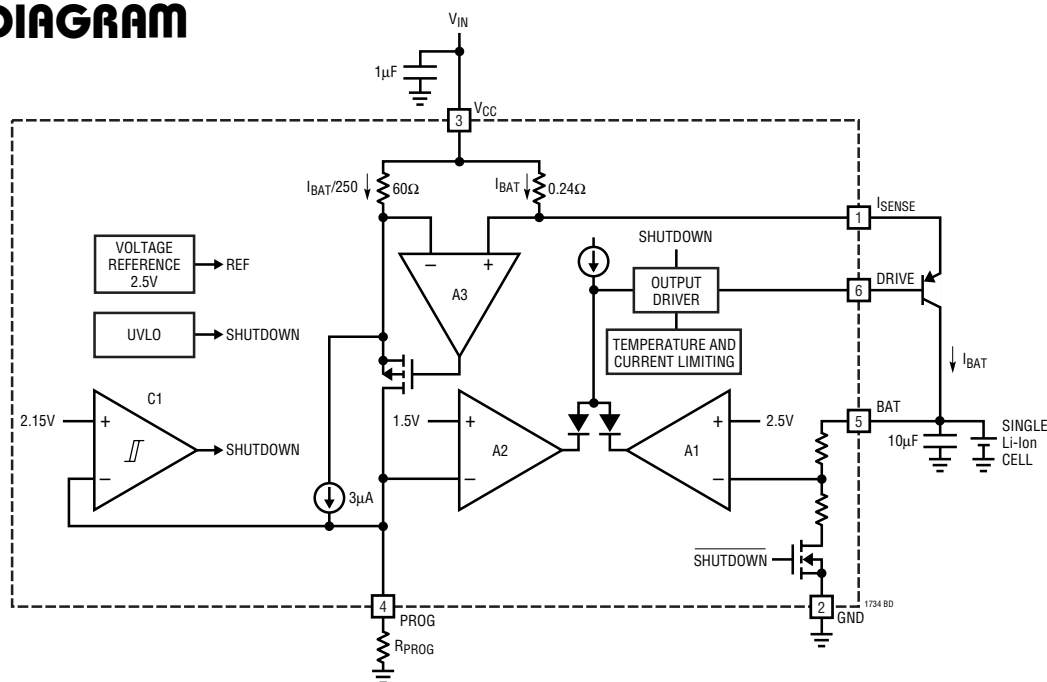 DIAGRAM
VIN
1µF
VCC
3
IBAT/250
60Ω
IBAT
0.24Ω
ISENSE
1
VOLTAGE
REFERENCE
2.5V
REF
–
+
A3
SHUTDOWN
OUTPUT
DRIVER
DRIVE
6
TEMPERATURE AND
CURRENT LIMITING
UVLO
SHUTDOWN
IBAT
C1
2.15V
+
–
SHUTDOWN
1.5V
+
–
A2
A1
+
–
2.5V
BAT
5
10µF
SINGLE
Li-Ion
CELL
3µA
SHUTDOWN
4
PROG
RPROG
2
GND
1734 BD